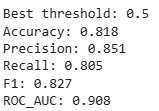 Best threshold: 0.5
Accuracy: 0.818
Precision: 0.851
Recall: 0.805
F1: 0.827
ROC_AUC: 0.908